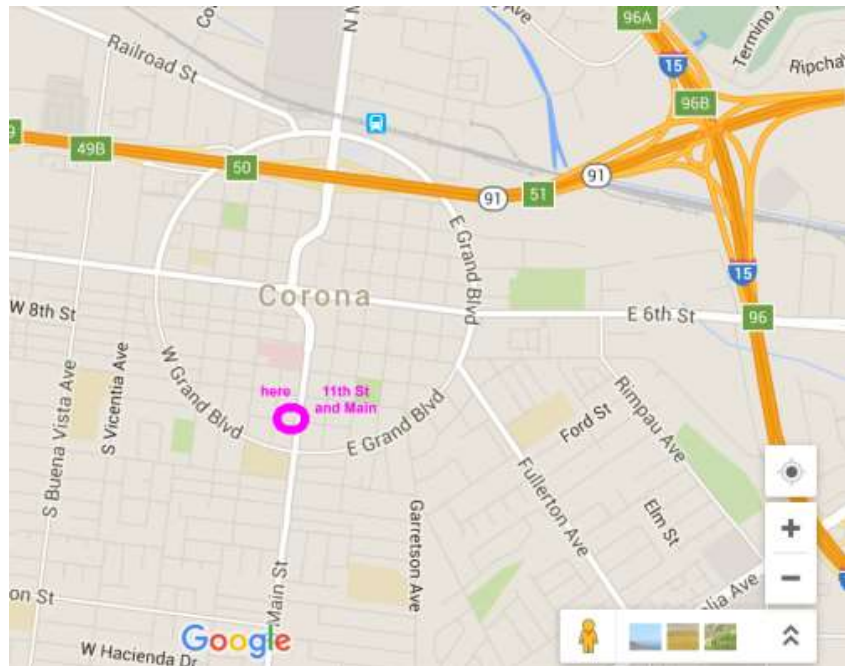 96A
Railroad St
15
96B
49B
50
91
51
91
E Grand Blvd
15
Corona
W 8th St
E 6th St
96
W Grand Blvd
here
11th St
and Main
E Grand Blvd
Ford St
Rimpau Ave
S Vicentia Ave
S Buena Vista Ave
Fullerton Ave
Elm St
Garretson Ave
Main St
on St
Google
W Hacienda Dr